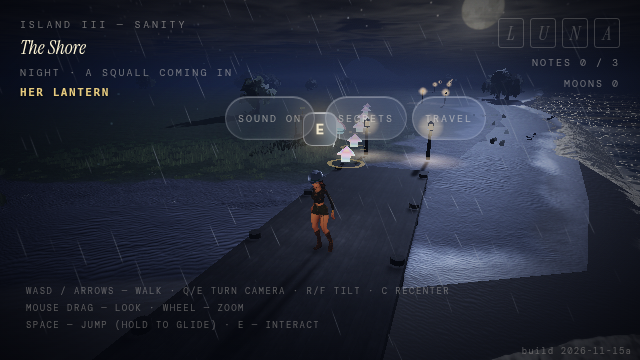 ISLAND III — SANITY
The Shore
NIGHT · A SQUALL COMING IN
HER LANTERN
LUNA
NOTES 0 / 3
MOONS 0
SOUND ON
SECRETS
TRAVEL
E
WASD / ARROWS — WALK · Q/E TURN CAMERA · R/F TILT · C RECENTER
MOUSE DRAG — LOOK · WHEEL — ZOOM
SPACE — JUMP (HOLD TO GLIDE) · E — INTERACT
build 2026-11-15a